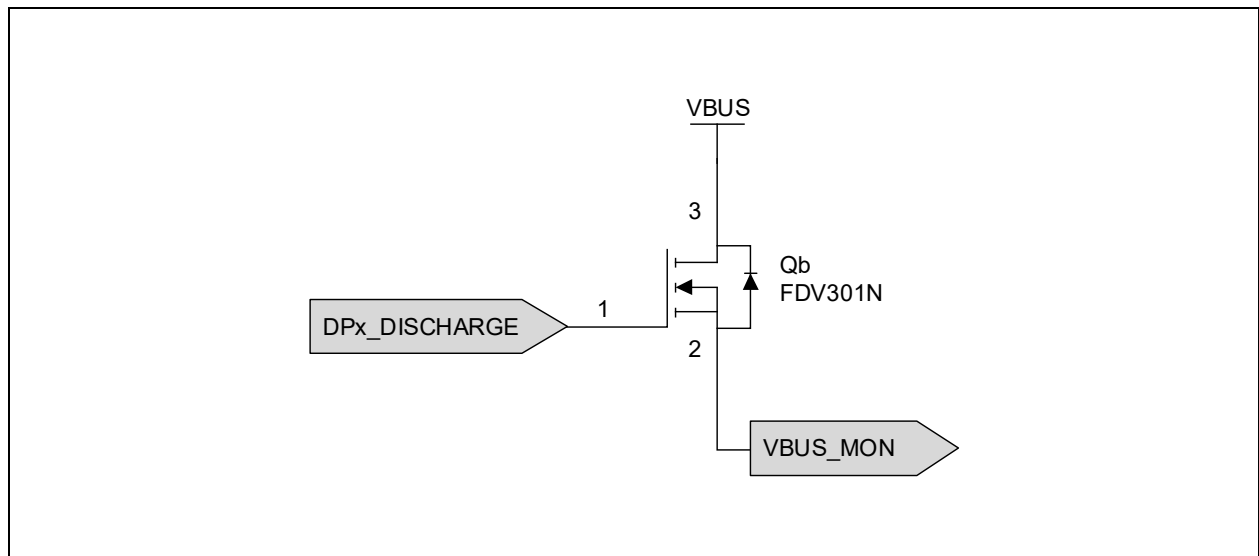 VBUS
3
Qb
FDV301N
1
DPx_DISCHARGE
2
VBUS_MON